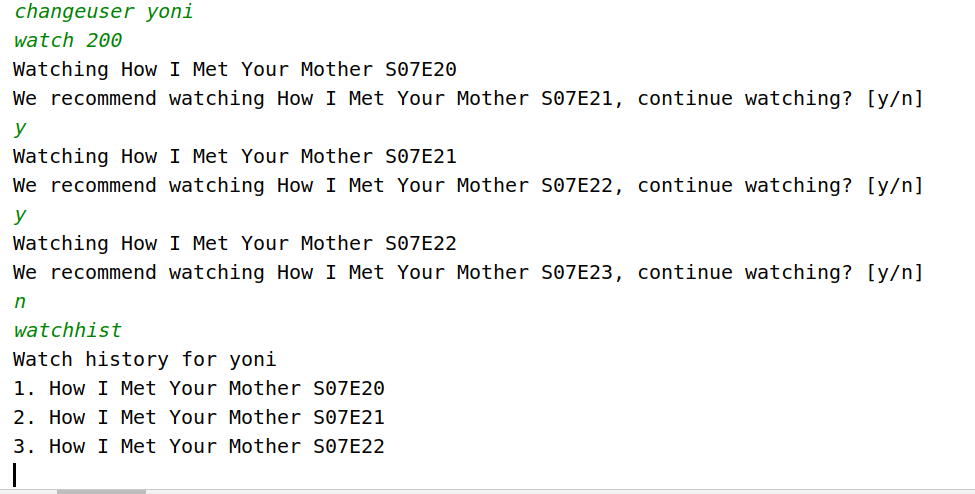 changeuser yoni
watch 200
Watching How I Met Your Mother S07E20
We recommend watching How I Met Your Mother S07E21, continue watching? [y/n]
y
Watching How I Met Your Mother S07E21
We recommend watching How I Met Your Mother S07E22, continue watching? [y/n]
y
Watching How I Met Your Mother S07E22
We recommend watching How I Met Your Mother S07E23, continue watching? [y/n]
n
watchhist
Watch history for yoni
1. How I Met Your Mother S07E20
2. How I Met Your Mother S07E21
3. How I Met Your Mother S07E22